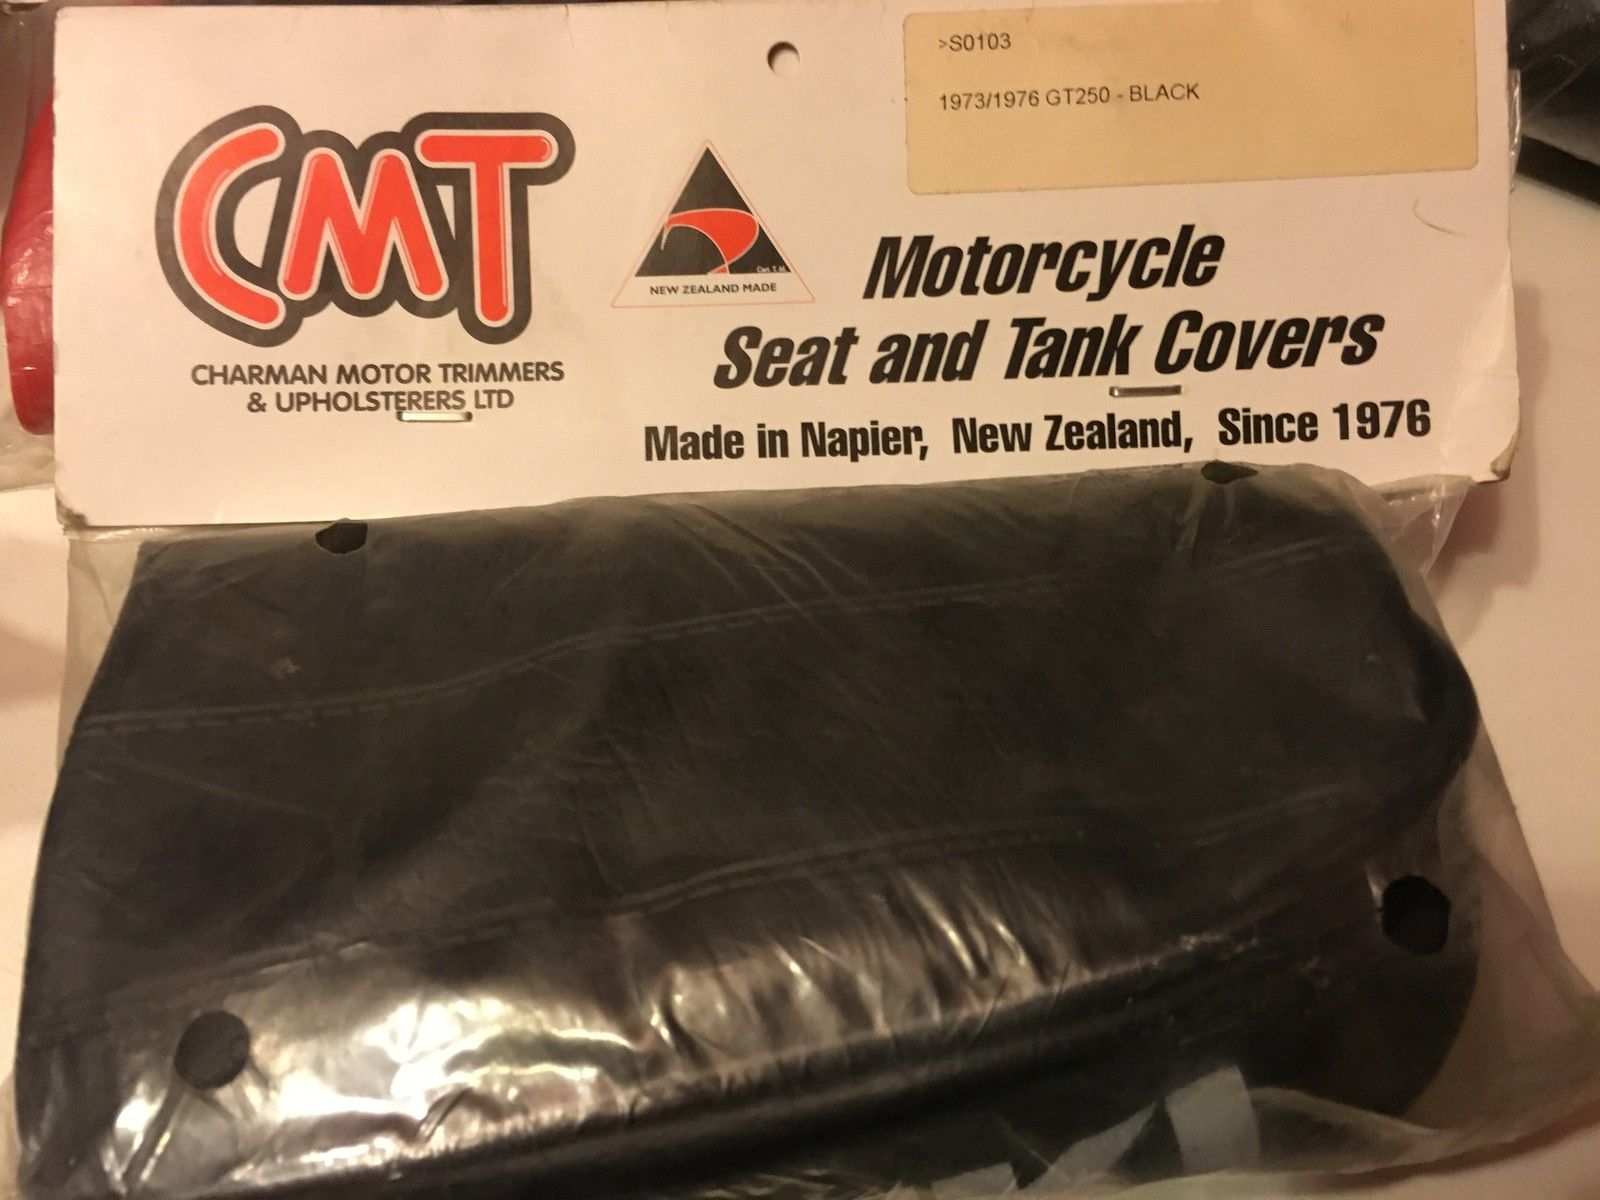 >S0103
1973/1976 GT250 - BLACK
CMT
CHARMAN MOTOR TRIMMERS
& UPHOLSTERERS LTD
Cert. T.M.
NEW ZEALAND MADE
Motorcycle
Seat and Tank Covers
Made in Napier, New Zealand, Since 1976